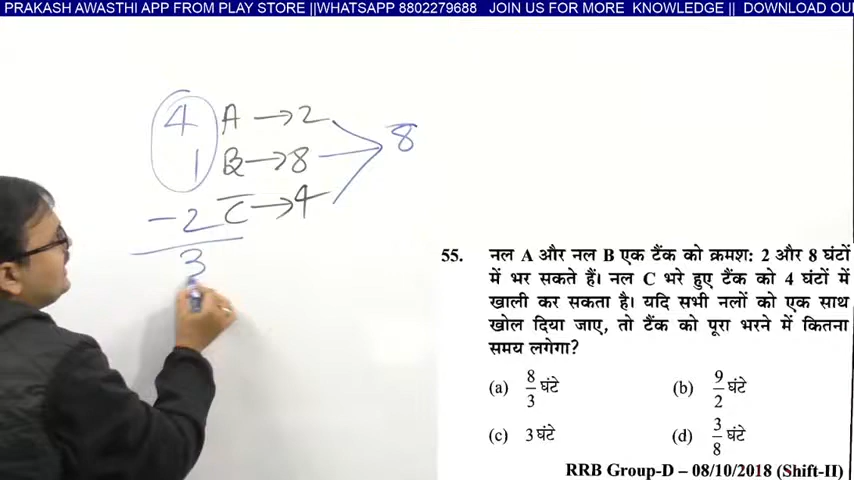 PRAKASH AWASTHI APP FROM PLAY STORE ||WHATSAPP 8802279688 JOIN US FOR MORE KNOWLEDGE || DOWNLOAD OU
4 A → 2
8
1 B → 8
-2 C → 4
3
55. नल A और नल B एक टैंक को क्रमश: 2 और 8 घंटों
में भर सकते हैं। नल C भरे हुए टैंक को 4 घंटों में
खाली कर सकता है। यदि सभी नलों को एक साथ
खोल दिया जाए, तो टैंक को पूरा भरने में कितना
समय लगेगा?
(a) 8/3 घंटे (b) 9/2 घंटे
(c) 3 घंटे (d) 3/8 घंटे
RRB Group-D – 08/10/2018 (Shift-II)